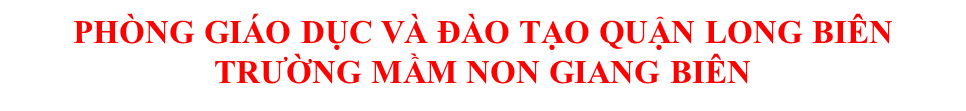 PHÒNG GIÁO DỤC VÀ ĐÀO TẠO QUẬN LONG BIÊN
TRƯỜNG MẦM NON GIANG BIÊN